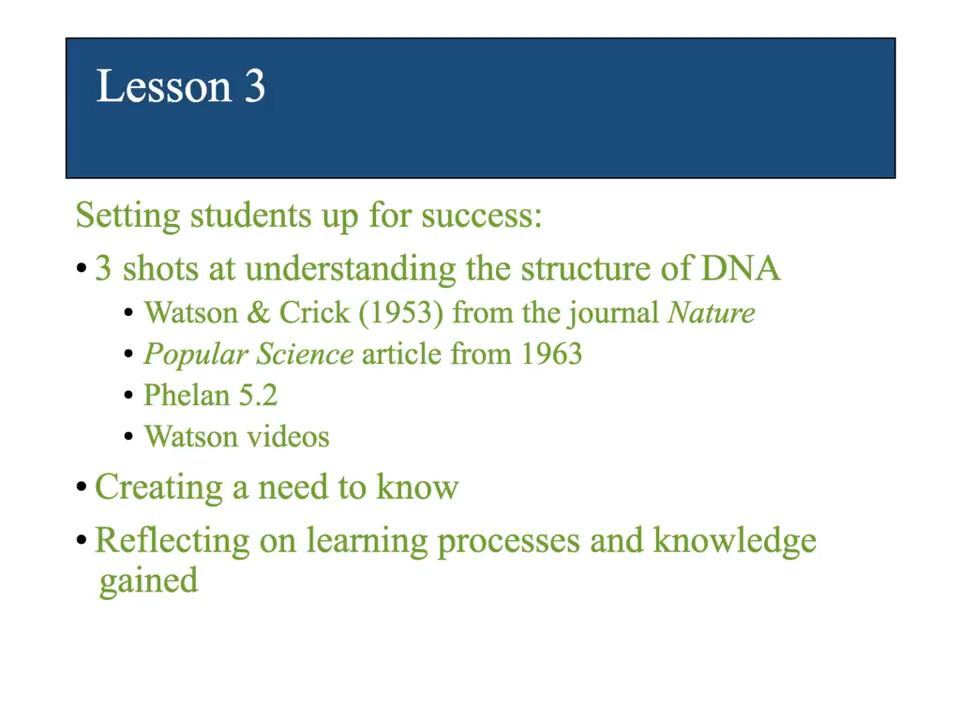 Lesson 3
Setting students up for success:
• 3 shots at understanding the structure of DNA
• Watson & Crick (1953) from the journal Nature
• Popular Science article from 1963
• Phelan 5.2
• Watson videos
• Creating a need to know
• Reflecting on learning processes and knowledge
gained